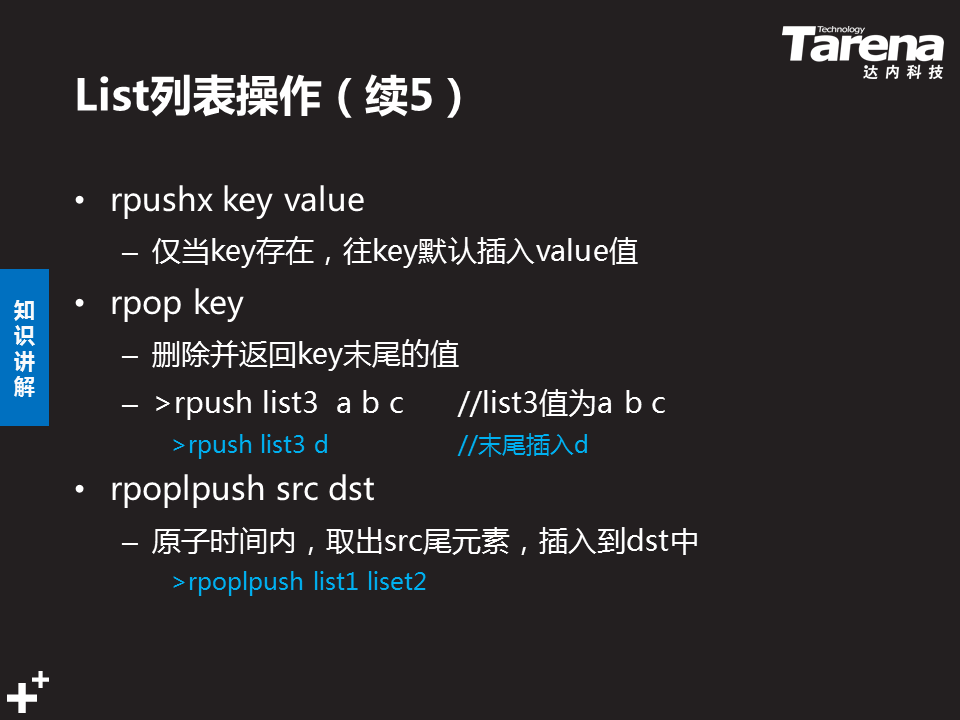 Technology
Tarena
达内科技
List列表操作（续5）
• rpushx key value
– 仅当key存在，往key默认插入value值
• rpop key
– 删除并返回key末尾的值
– >rpush list3 a b c //list3值为a b c
>rpush list3 d //末尾插入d
• rpoplpush src dst
– 原子时间内，取出src尾元素，插入到dst中
>rpoplpush list1 liset2
知识讲解